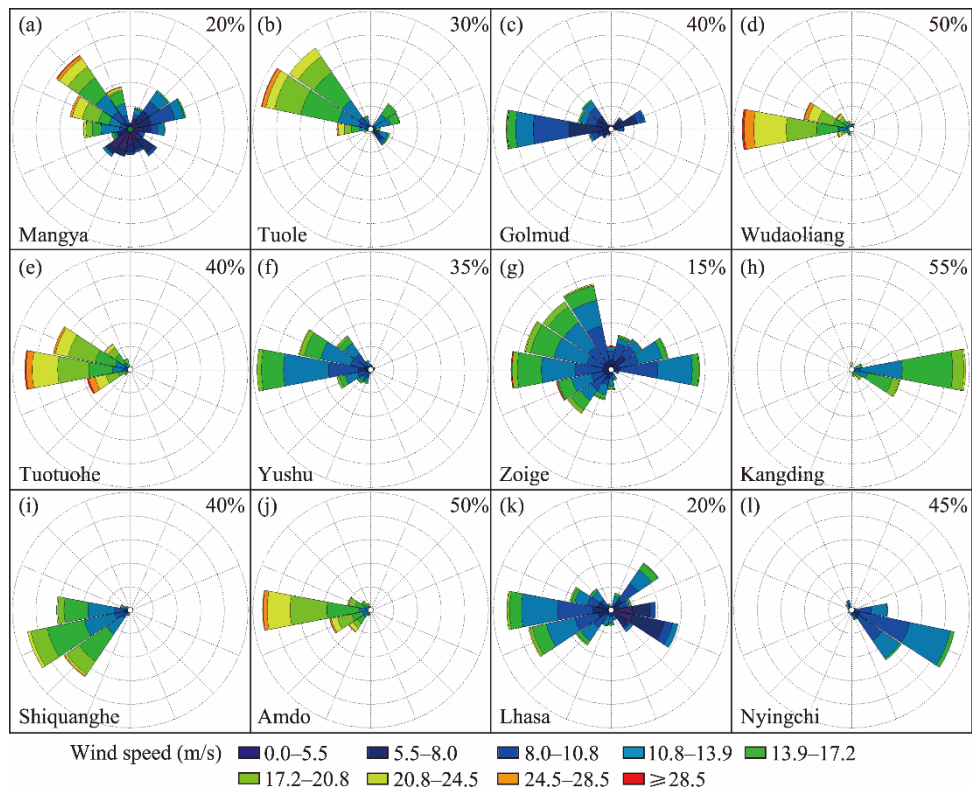 (a) 20%
Mangya
(b) 30%
Tuole
(c) 40%
Golmud
(d) 50%
Wudaoliang
(e) 40%
Tuotuohe
(f) 35%
Yushu
(g) 15%
Zoige
(h) 55%
Kangding
(i) 40%
Shiquanghe
(j) 50%
Amdo
(k) 20%
Lhasa
(l) 45%
Nyingchi
Wind speed (m/s) 0.0–5.5 5.5–8.0 8.0–10.8 10.8–13.9 13.9–17.2
17.2–20.8 20.8–24.5 24.5–28.5 ≥28.5